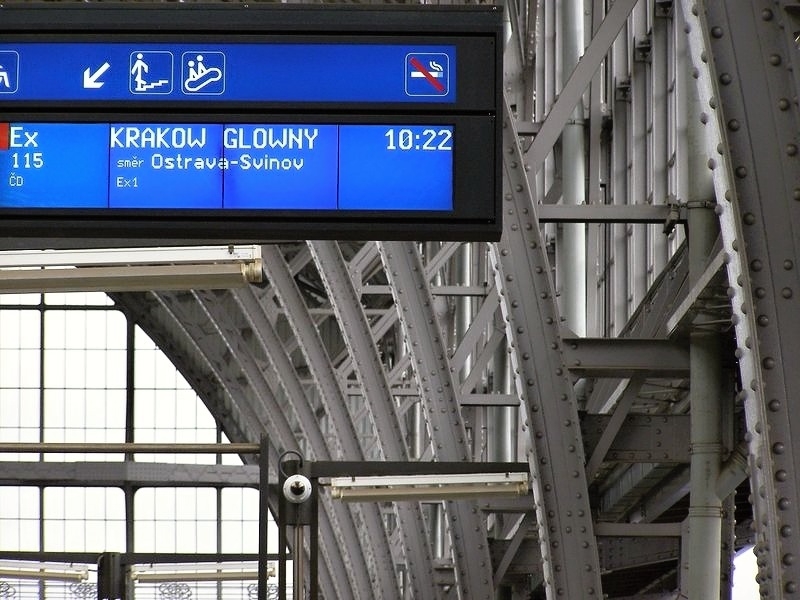 Ex KRAKOW GLOWNY 10:22
115 směr Ostrava-Svinov
ČD Ex1